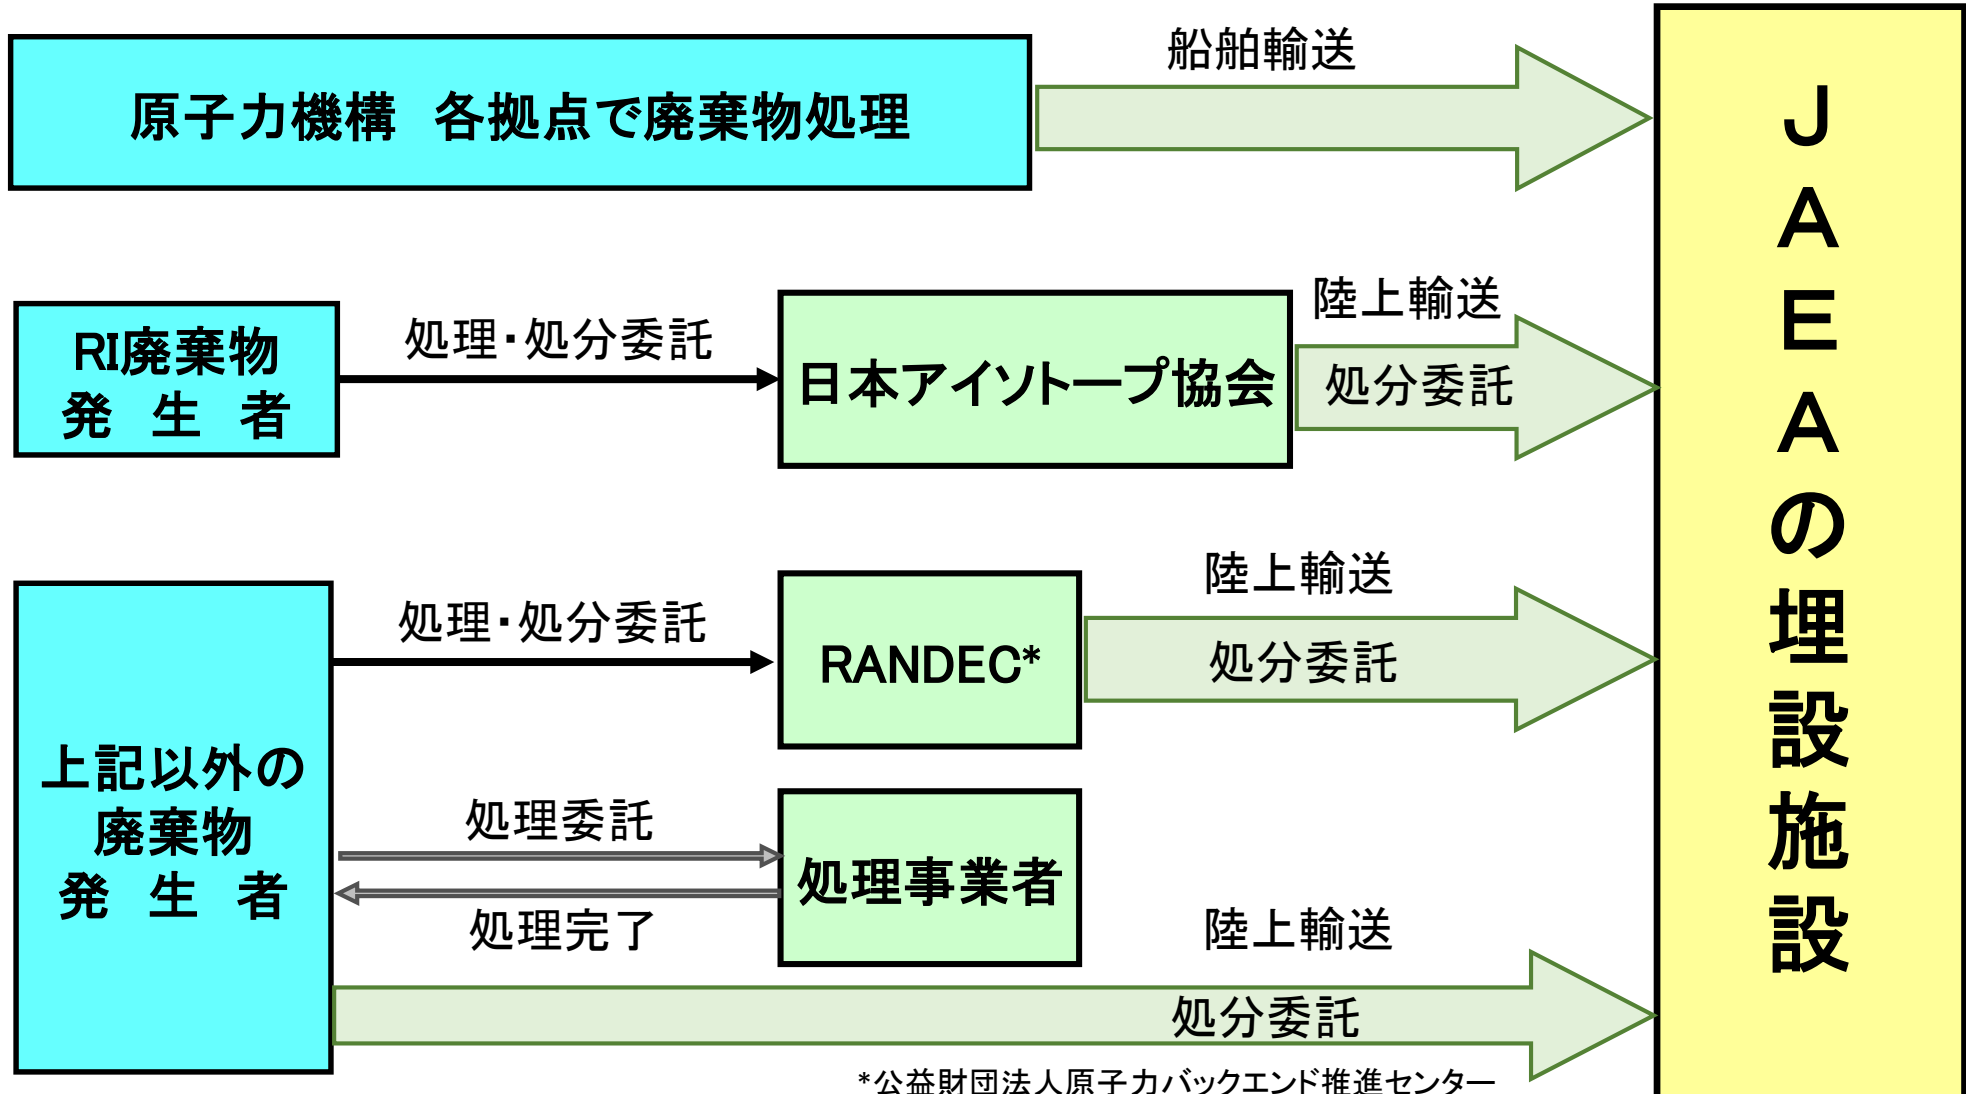 船舶輸送
原子力機構　各拠点で廃棄物処理
陸上輸送
RI廃棄物
発　生　者
処理・処分委託
日本アイソトープ協会
処分委託
陸上輸送
処理・処分委託
RANDEC*
処分委託
上記以外の
廃棄物
発　生　者
処理委託
処理事業者
処理完了
陸上輸送
処分委託
*公益財団法人原子力バックエンド推進センター
ＪＡＥＡの埋設施設